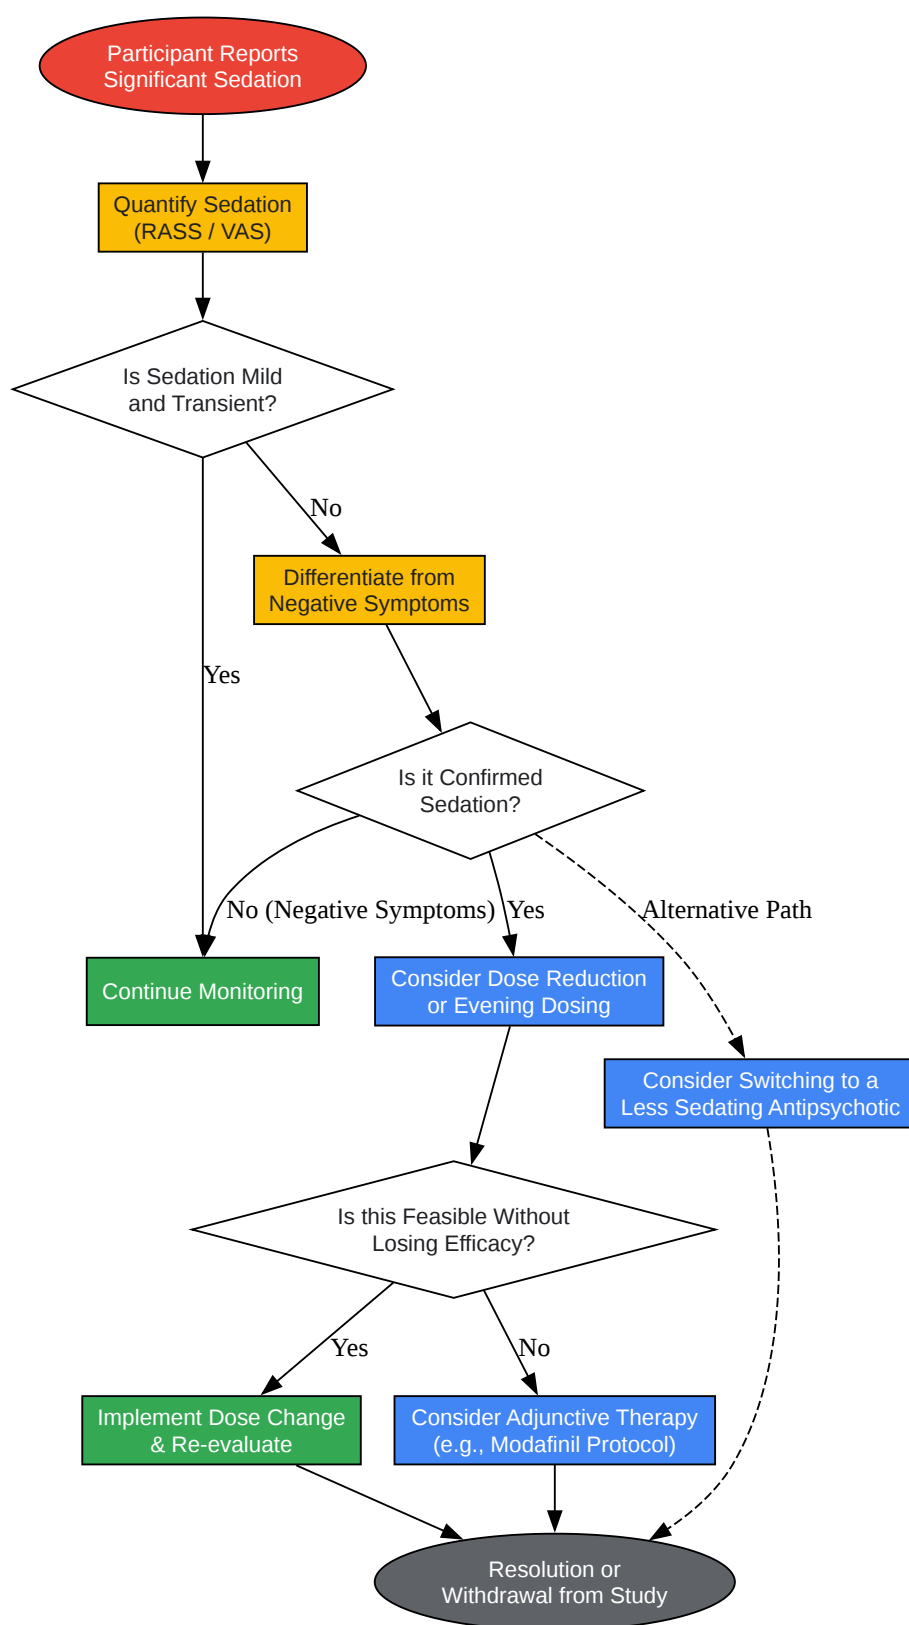 Participant Reports
Significant Sedation
Quantify Sedation
(RASS / VAS)
Is Sedation Mild
and Transient?
No
Differentiate from
Negative Symptoms
Yes
Is it Confirmed
Sedation?
No (Negative Symptoms)
Yes
Alternative Path
Continue Monitoring
Consider Dose Reduction
or Evening Dosing
Consider Switching to a
Less Sedating Antipsychotic
Is this Feasible Without
Losing Efficacy?
Yes
No
Implement Dose Change
& Re-evaluate
Consider Adjunctive Therapy
(e.g., Modafinil Protocol)
Resolution or
Withdrawal from Study